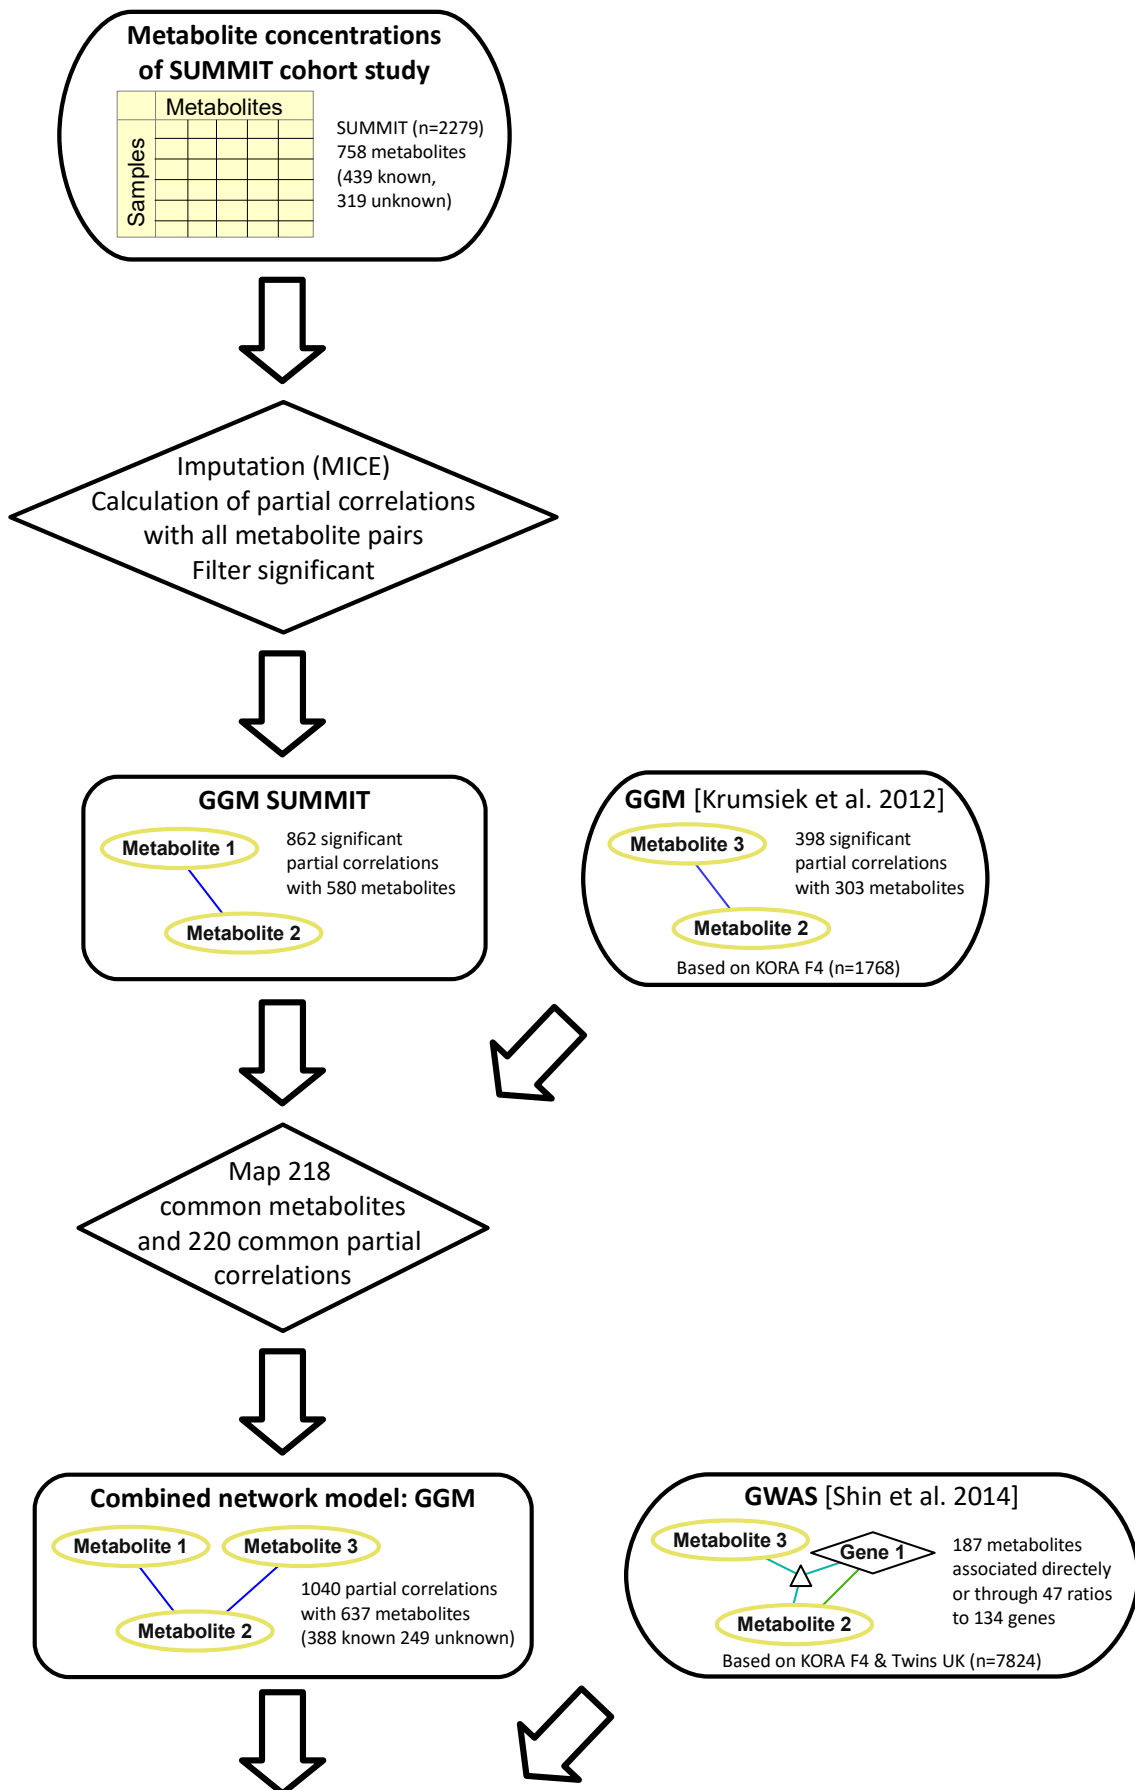 Metabolite concentrations
of SUMMIT cohort study
Metabolites
Samples
SUMMIT (n=2279)
758 metabolites
(439 known,
319 unknown)
Imputation (MICE)
Calculation of partial correlations
with all metabolite pairs
Filter significant
GGM SUMMIT
Metabolite 1
Metabolite 2
862 significant
partial correlations
with 580 metabolites
GGM [Krumsiek et al. 2012]
Metabolite 3
Metabolite 2
398 significant
partial correlations
with 303 metabolites
Based on KORA F4 (n=1768)
Map 218
common metabolites
and 220 common partial
correlations
Combined network model: GGM
Metabolite 1
Metabolite 3
Metabolite 2
1040 partial correlations
with 637 metabolites
(388 known 249 unknown)
GWAS [Shin et al. 2014]
Metabolite 3
Gene 1
Metabolite 2
187 metabolites
associated directely
or through 47 ratios
to 134 genes
Based on KORA F4 & Twins UK (n=7824)